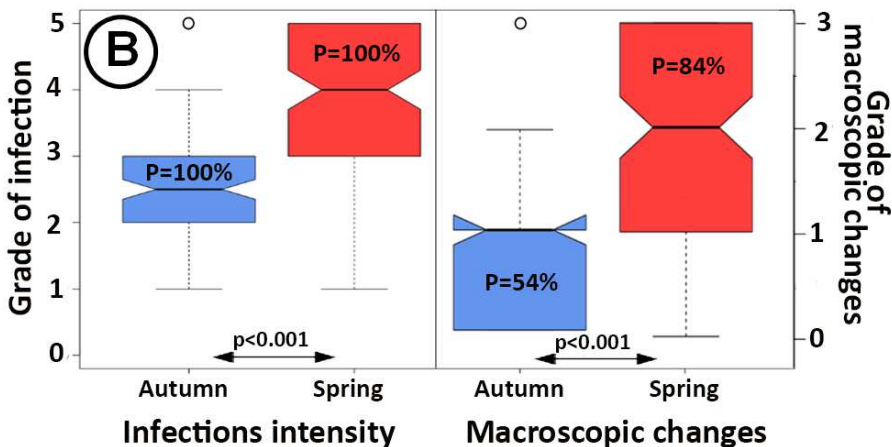 B
Grade of infection
5
4
3
2
1
0
P=100%
P=100%
p<0.001
Autumn
Spring
Infections intensity
P=54%
P=84%
p<0.001
Autumn
Spring
Macroscopic changes
3
2
1
0
Grade of
macroscopic changes